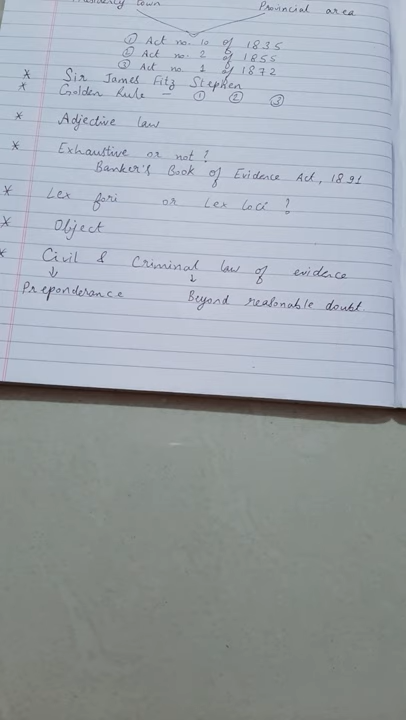 Presidency town Provincial area
① Act no. 10 of 1835
② Act no. 2 of 1855
③ Act no. 1 of 1872
* Sir James Fitz Stephen
* Golden Rule - ① ② ③
* Adjective law
* Exhaustive or not ?
Banker's Book of Evidence Act, 1891
* Lex fori or Lex Loci ?
* Object
* Civil & Criminal law of evidence
↓ ↓
Preponderance Beyond reasonable doubt